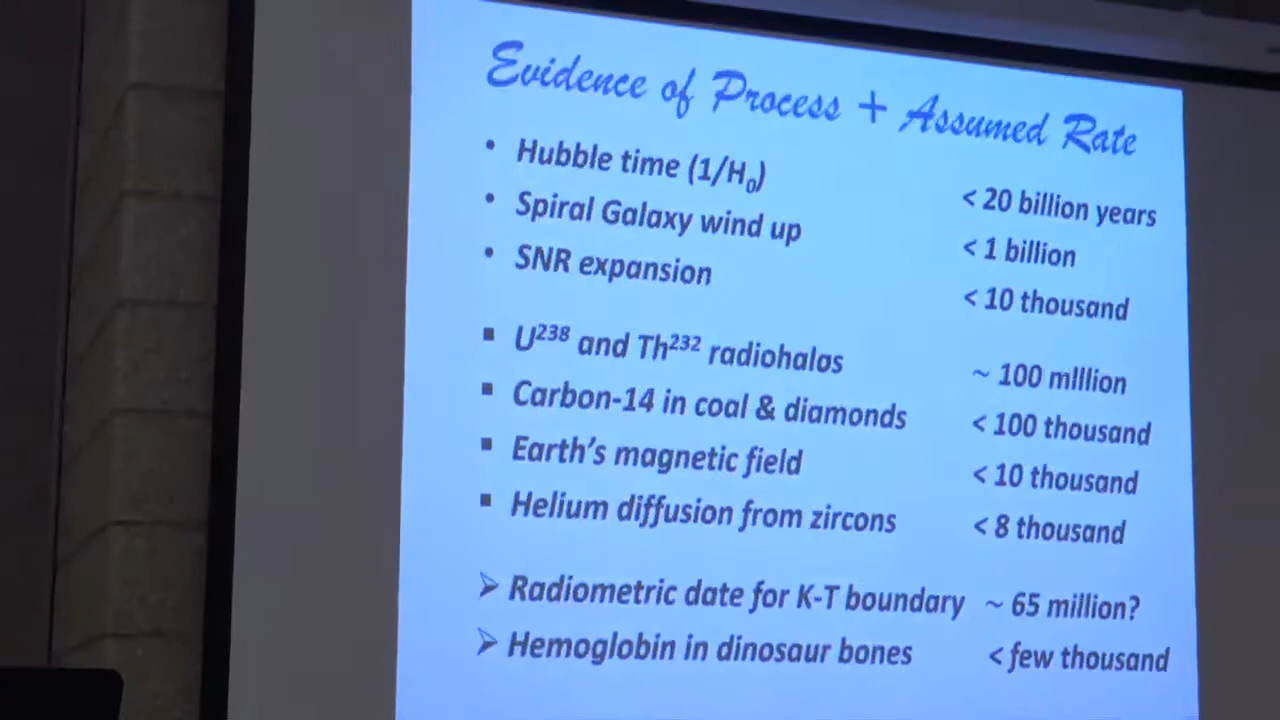 Evidence of Process + Assumed Rate
• Hubble time (1/H₀) < 20 billion years
• Spiral Galaxy wind up < 1 billion
• SNR expansion < 10 thousand
▪ U²³⁸ and Th²³² radiohalos ~ 100 mIllion
▪ Carbon-14 in coal & diamonds < 100 thousand
▪ Earth's magnetic field < 10 thousand
▪ Helium diffusion from zircons < 8 thousand
➢ Radiometric date for K-T boundary ~ 65 million?
➢ Hemoglobin in dinosaur bones < few thousand